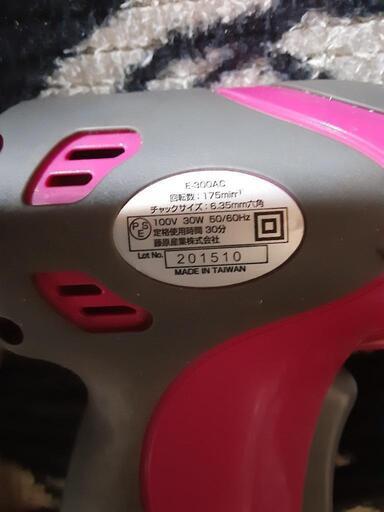 E-300AC
回転数：175min⁻¹
チャックサイズ：6.35mm六角
PSE 100V 30W 50/60Hz
定格使用時間 30分
藤原産業株式会社
Lot No. 201510
MADE IN TAIWAN